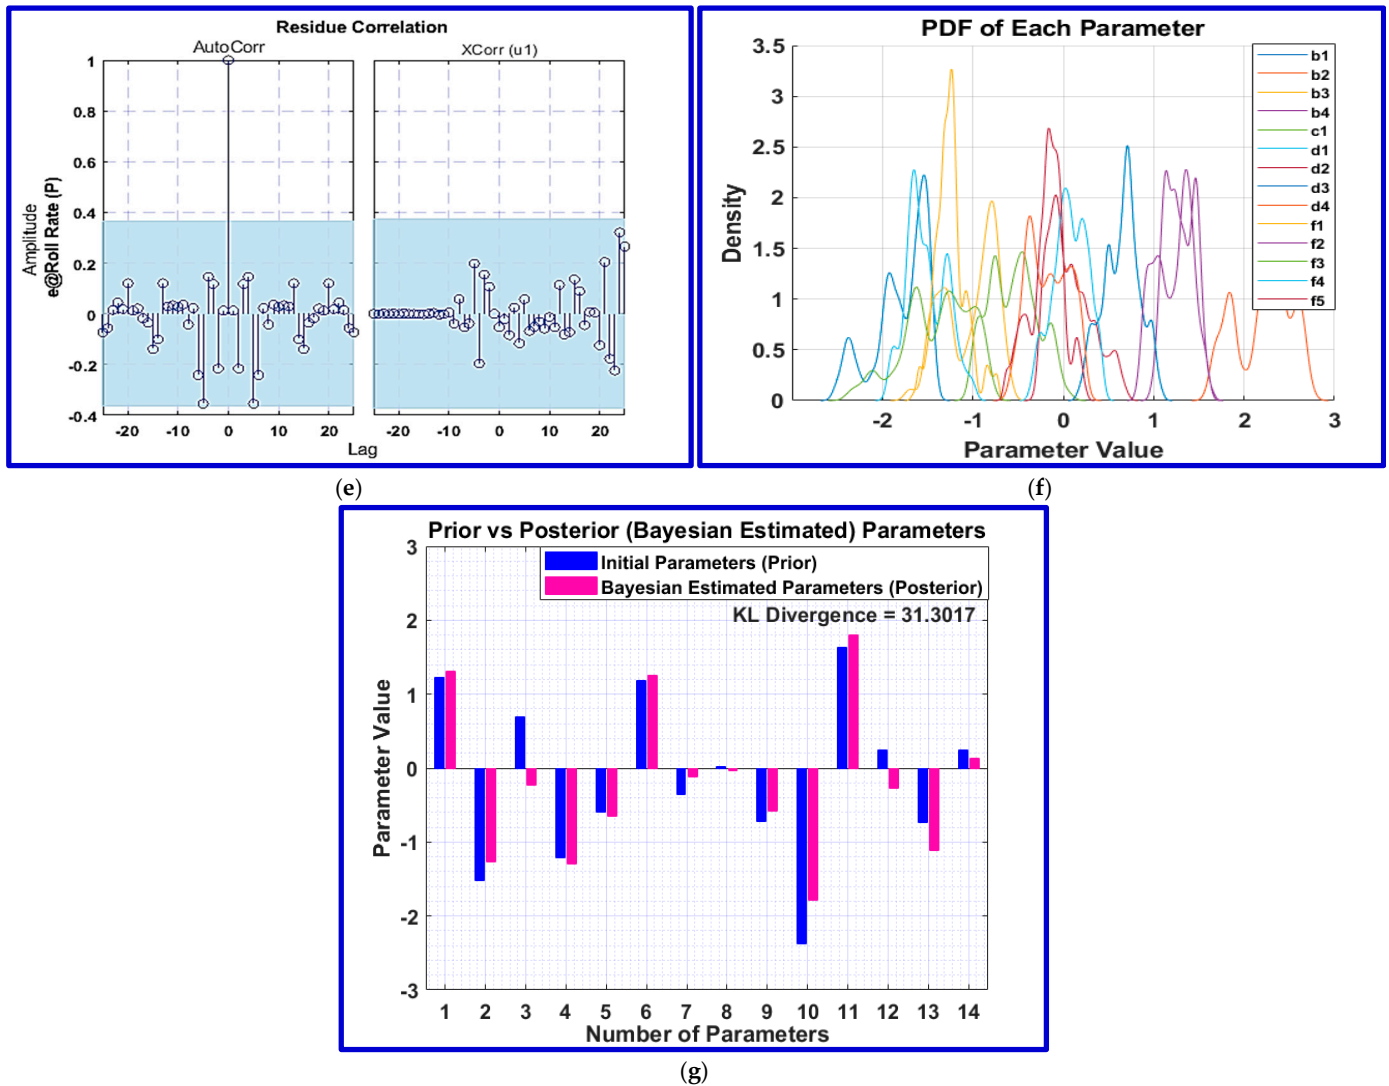 Residue Correlation
AutoCorr
XCorr (u1)
Amplitude
e@Roll Rate (P)
1
0.8
0.6
0.4
0.2
0
-0.2
-0.4
-20 -10 0 10 20
-20 -10 0 10 20
Lag
(e)
PDF of Each Parameter
Density
3.5
3
2.5
2
1.5
1
0.5
0
-2 -1 0 1 2 3
Parameter Value
b1
b2
b3
b4
c1
d1
d2
d3
d4
f1
f2
f3
f4
f5
(f)
Prior vs Posterior (Bayesian Estimated) Parameters
Initial Parameters (Prior)
Bayesian Estimated Parameters (Posterior)
KL Divergence = 31.3017
Parameter Value
3
2
1
0
-1
-2
-3
1 2 3 4 5 6 7 8 9 10 11 12 13 14
Number of Parameters
(g)